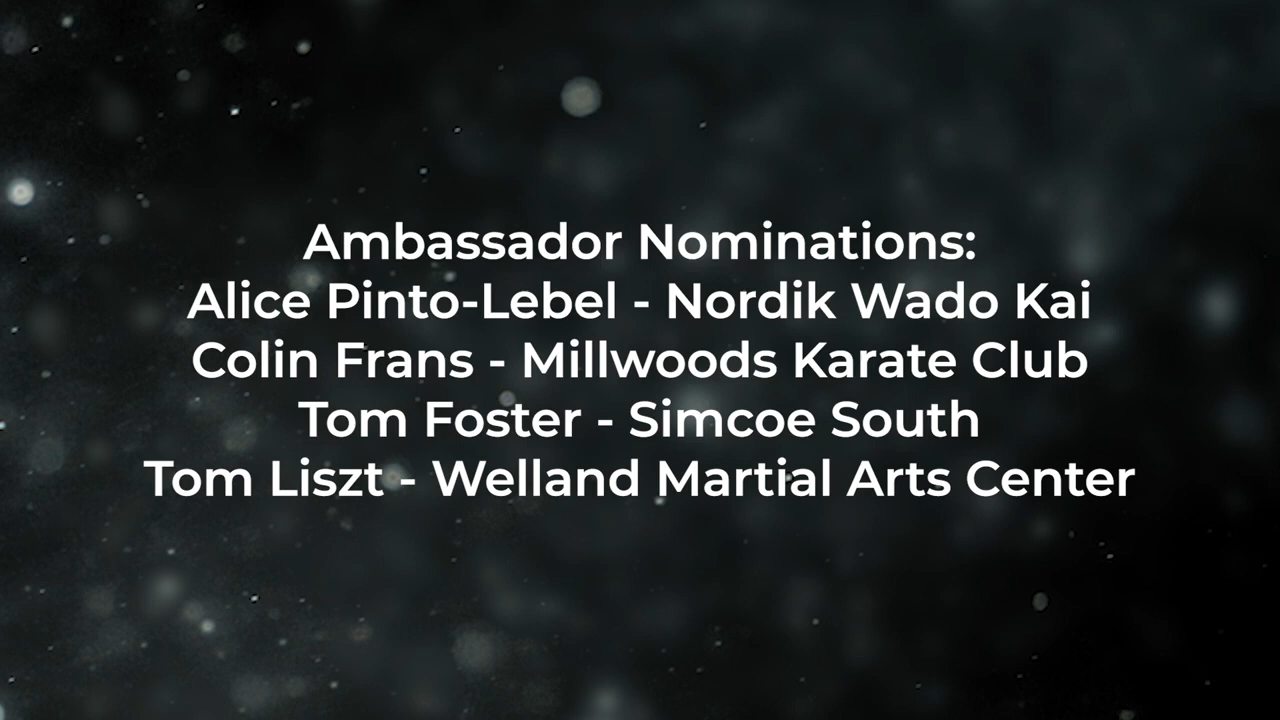 Ambassador Nominations:
Alice Pinto-Lebel - Nordik Wado Kai
Colin Frans - Millwoods Karate Club
Tom Foster - Simcoe South
Tom Liszt - Welland Martial Arts Center